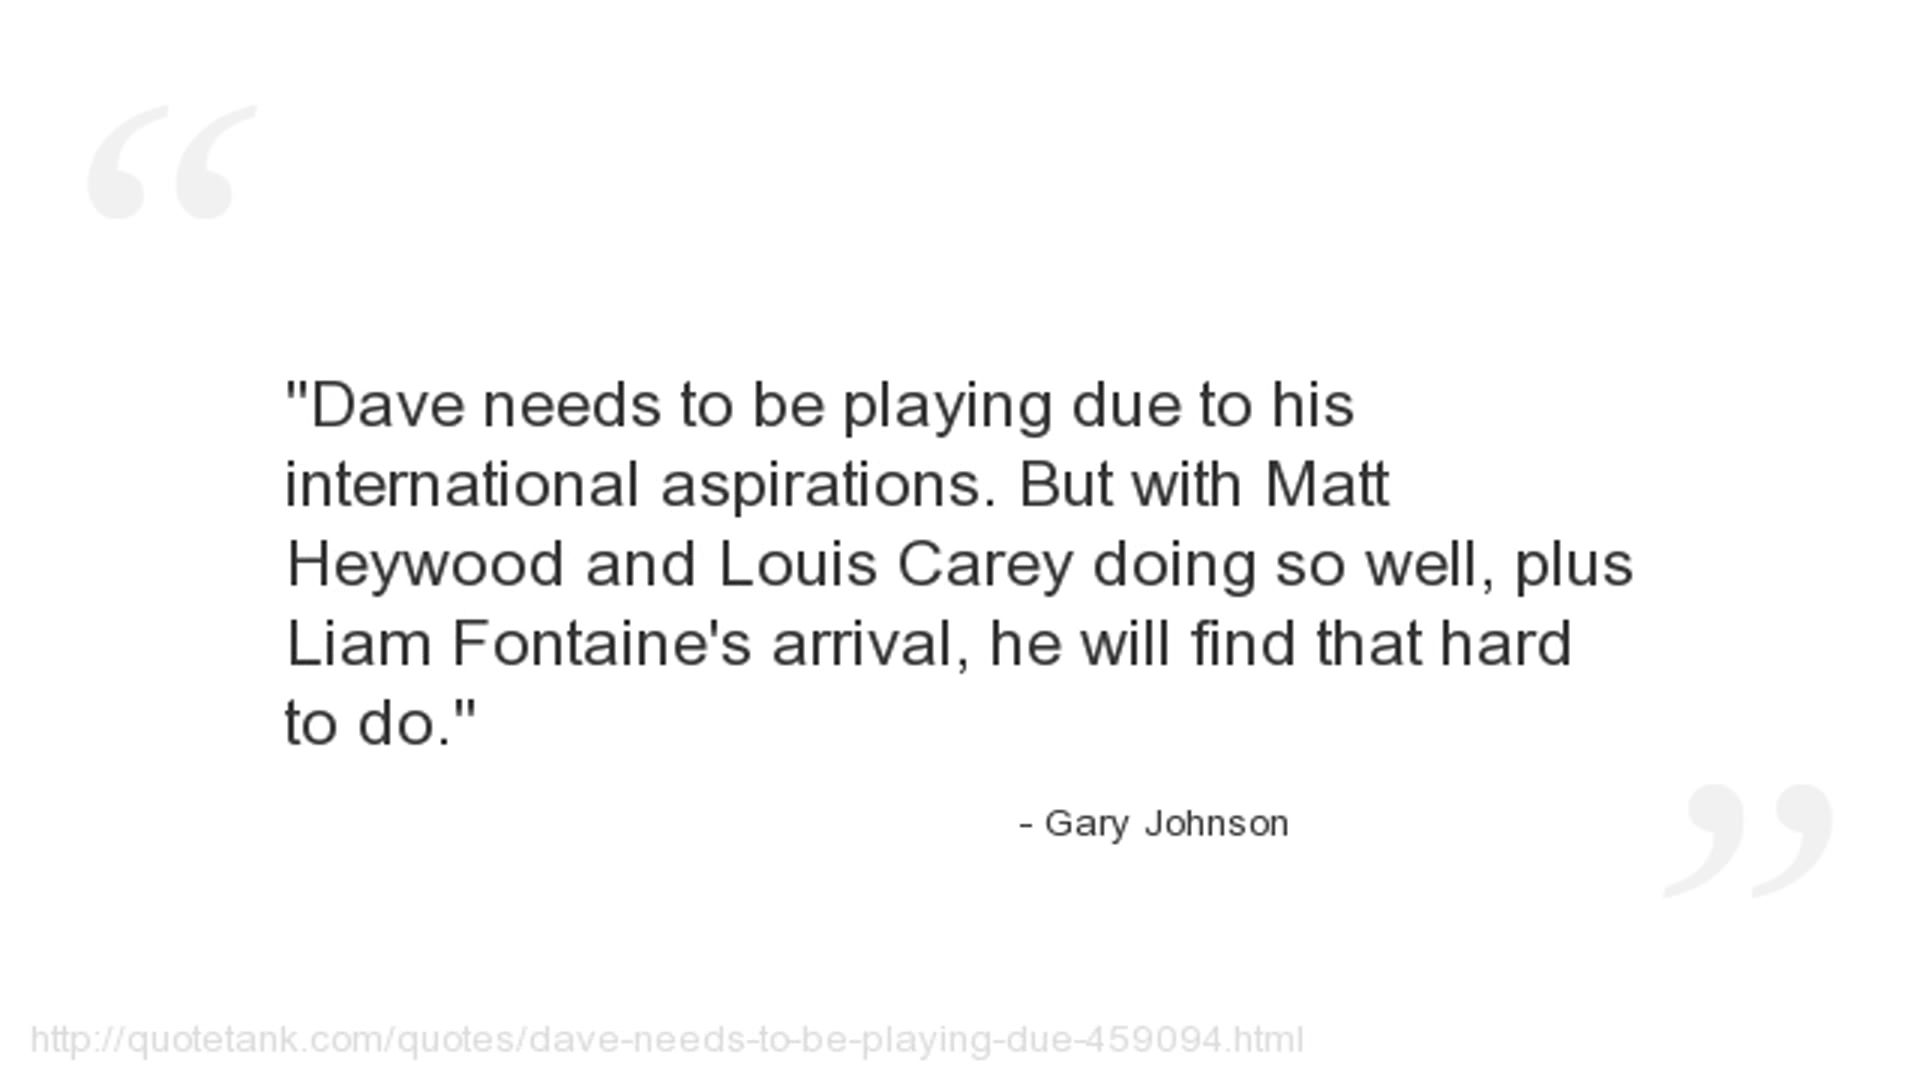 "Dave needs to be playing due to his
international aspirations. But with Matt
Heywood and Louis Carey doing so well, plus
Liam Fontaine's arrival, he will find that hard
to do."
- Gary Johnson
http://quotetank.com/quotes/dave-needs-to-be-playing-due-459094.html